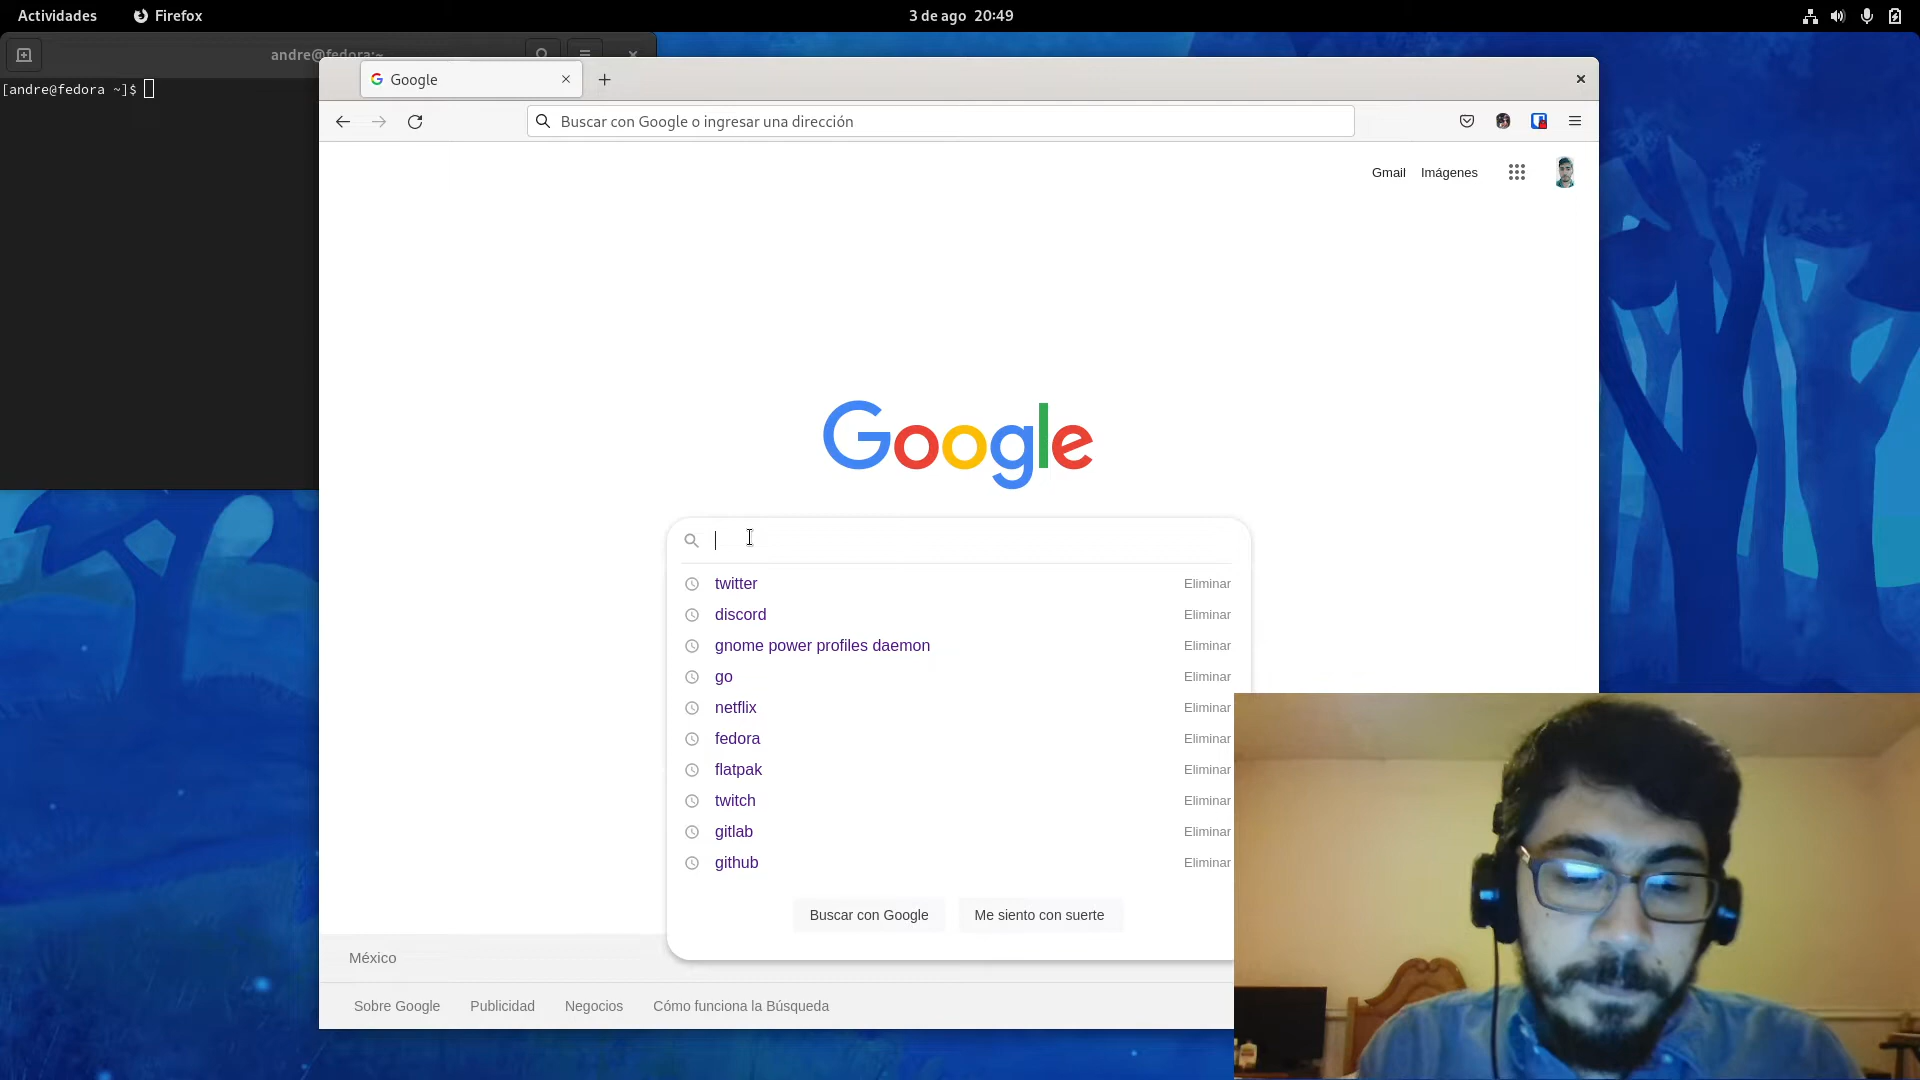 Actividades
Firefox
3 de ago 20:49
andre@fedora:~
[andre@fedora ~]$
Google
Buscar con Google o ingresar una dirección
Gmail
Imágenes
Google
twitter Eliminar
discord Eliminar
gnome power profiles daemon Eliminar
go Eliminar
netflix Eliminar
fedora Eliminar
flatpak Eliminar
twitch Eliminar
gitlab Eliminar
github Eliminar
Buscar con Google
Me siento con suerte
México
Sobre Google
Publicidad
Negocios
Cómo funciona la Búsqueda